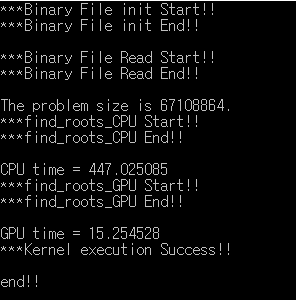 ***Binary File init Start!!
***Binary File init End!!
***Binary File Read Start!!
***Binary File Read End!!
The problem size is 67108864.
***find_roots_CPU Start!!
***find_roots_CPU End!!
CPU time = 447.025085
***find_roots_GPU Start!!
***find_roots_GPU End!!
GPU time = 15.254528
***Kernel execution Success!!
end!!